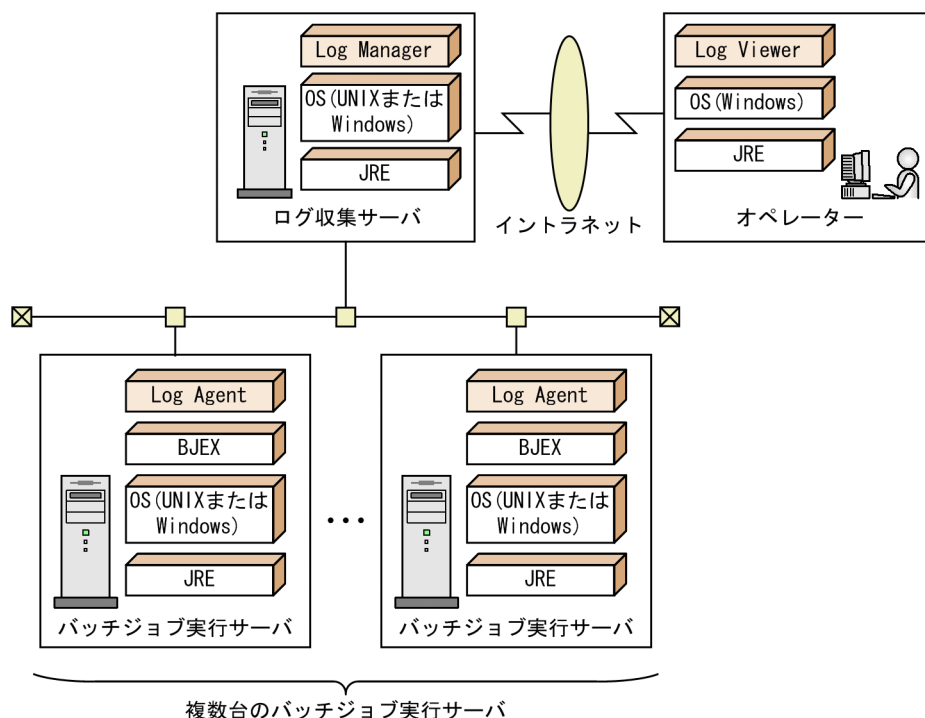 Log Manager
OS(UNIXまたは
Windows)
JRE
ログ収集サーバ
イントラネット
Log Viewer
OS(Windows)
JRE
オペレーター
Log Agent
BJEX
OS(UNIXまたは
Windows)
JRE
バッチジョブ実行サーバ
...
Log Agent
BJEX
OS(UNIXまたは
Windows)
JRE
バッチジョブ実行サーバ
複数台のバッチジョブ実行サーバ